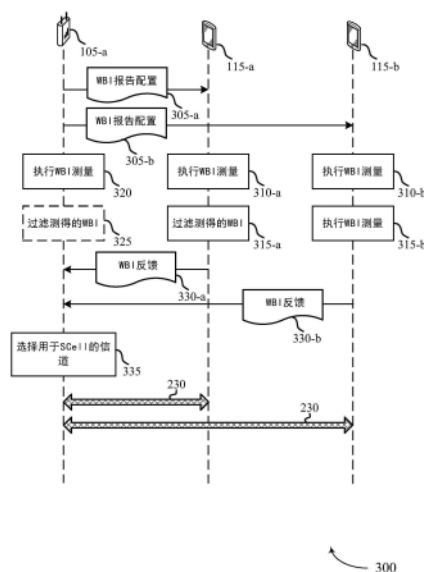 105-a
115-a
115-b
WBI报告配置
305-a
WBI报告配置
305-b
执行WBI测量
320
执行WBI测量
310-a
执行WBI测量
310-b
过滤测得的WBI
325
过滤测得的WBI
315-a
执行WBI测量
315-b
WBI反馈
330-a
WBI反馈
330-b
选择用于SCell的信
道
335
230
230
300